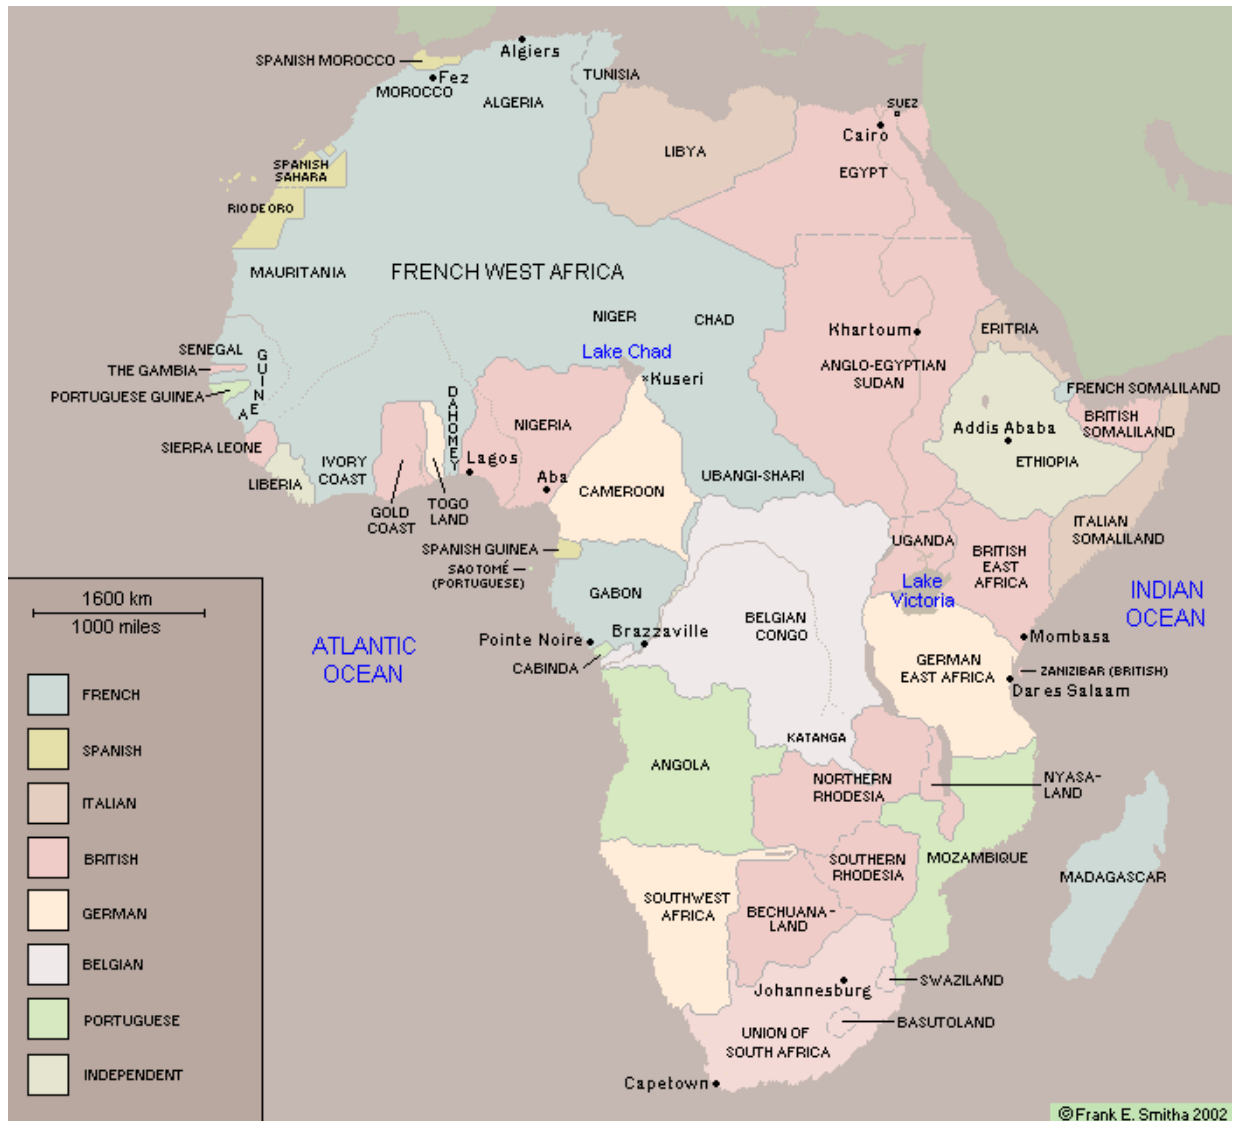 SPANISH MOROCCO
Algiers
Fez
MOROCCO
TUNISIA
ALGERIA
SUEZ
Cairo
LIBYA
EGYPT
SPANISH
SAHARA
RIO DE ORO
MAURITANIA
FRENCH WEST AFRICA
NIGER
CHAD
Khartoum
ERITRIA
SENEGAL
GUINEA
Lake Chad
THE GAMBIA
Kuseri
ANGLO-EGYPTIAN
SUDAN
FRENCH SOMALILAND
PORTUGUESE GUINEA
DAHOMEY
BRITISH
SOMALILAND
NIGERIA
Addis Ababa
SIERRA LEONE
IVORY
COAST
Lagos
ETHIOPIA
LIBERIA
Aba
CAMEROON
UBANGI-SHARI
GOLD
COAST
TOGO
LAND
ITALIAN
SOMALILAND
UGANDA
BRITISH
EAST
AFRICA
SPANISH GUINEA
SAO TOMÉ
(PORTUGUESE)
GABON
Lake
Victoria
INDIAN
OCEAN
BELGIAN
CONGO
ATLANTIC
OCEAN
Pointe Noire
Brazzaville
Mombasa
CABINDA
GERMAN
EAST AFRICA
ZANIZIBAR (BRITISH)
Dar es Salaam
KATANGA
ANGOLA
NORTHERN
RHODESIA
NYASA-
LAND
SOUTHERN
RHODESIA
MOZAMBIQUE
MADAGASCAR
SOUTHWEST
AFRICA
BECHUANA-
LAND
Johannesburg
SWAZILAND
BASUTOLAND
UNION OF
SOUTH AFRICA
Capetown
1600 km
1000 miles
FRENCH
SPANISH
ITALIAN
BRITISH
GERMAN
BELGIAN
PORTUGUESE
INDEPENDENT
©Frank E. Smitha 2002